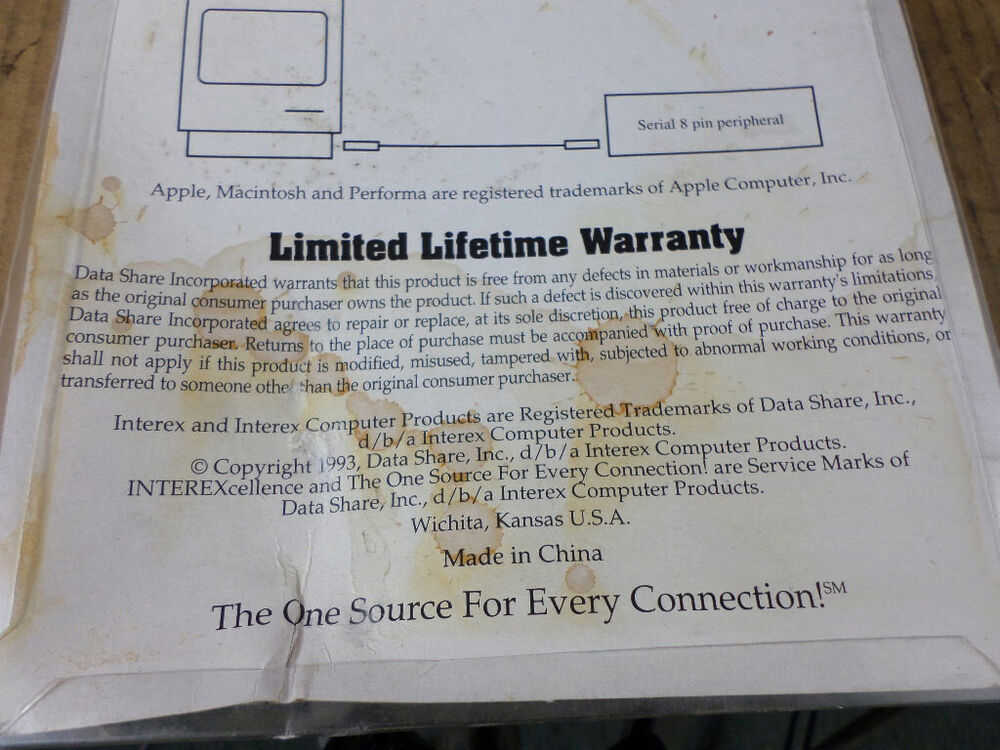 Serial 8 pin peripheral
Apple, Macintosh and Performa are registered trademarks of Apple Computer, Inc.
Limited Lifetime Warranty
Data Share Incorporated warrants that this product is free from any defects in materials or workmanship for as long
as the original consumer purchaser owns the product. If such a defect is discovered within this warranty's limitations,
Data Share Incorporated agrees to repair or replace, at its sole discretion, this product free of charge to the original
consumer purchaser. Returns to the place of purchase must be accompanied with proof of purchase. This warranty
shall not apply if this product is modified, misused, tampered with, subjected to abnormal working conditions, or
transferred to someone other than the original consumer purchaser.
Interex and Interex Computer Products are Registered Trademarks of Data Share, Inc.,
d/b/a Interex Computer Products.
© Copyright 1993, Data Share, Inc., d/b/a Interex Computer Products.
INTEREXcellence and The One Source For Every Connection! are Service Marks of
Data Share, Inc., d/b/a Interex Computer Products.
Wichita, Kansas U.S.A.
Made in China
The One Source For Every Connection!SM